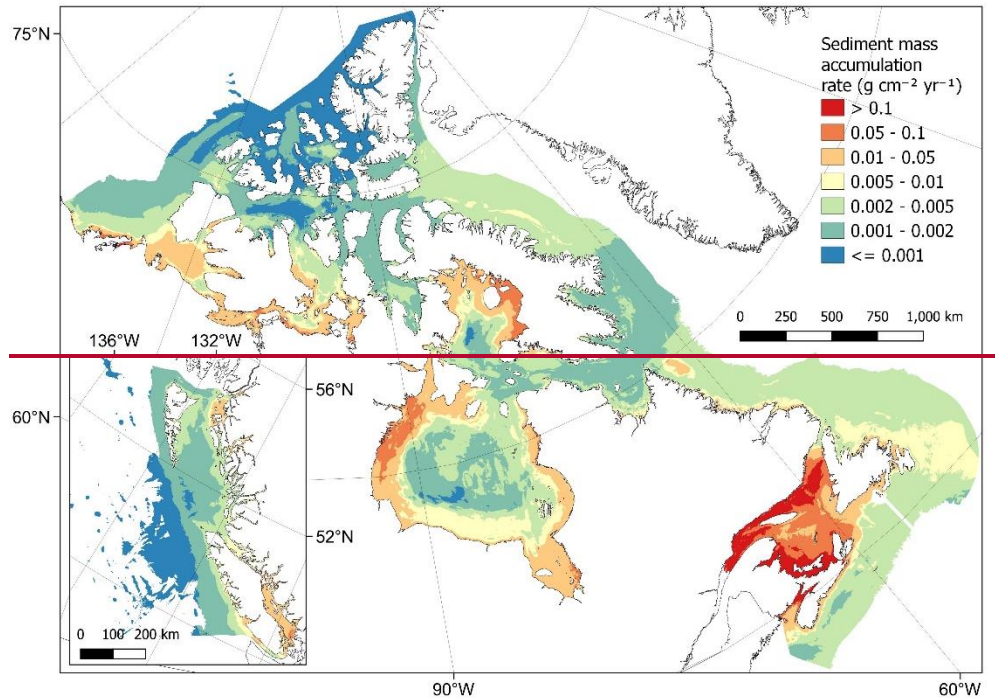 75°N
Sediment mass
accumulation
rate (g cm⁻² yr⁻¹)
> 0.1
0.05 - 0.1
0.01 - 0.05
0.005 - 0.01
0.002 - 0.005
0.001 - 0.002
<= 0.001
0 250 500 750 1,000 km
136°W 132°W
60°N
56°N
52°N
0 100 200 km
90°W 60°W